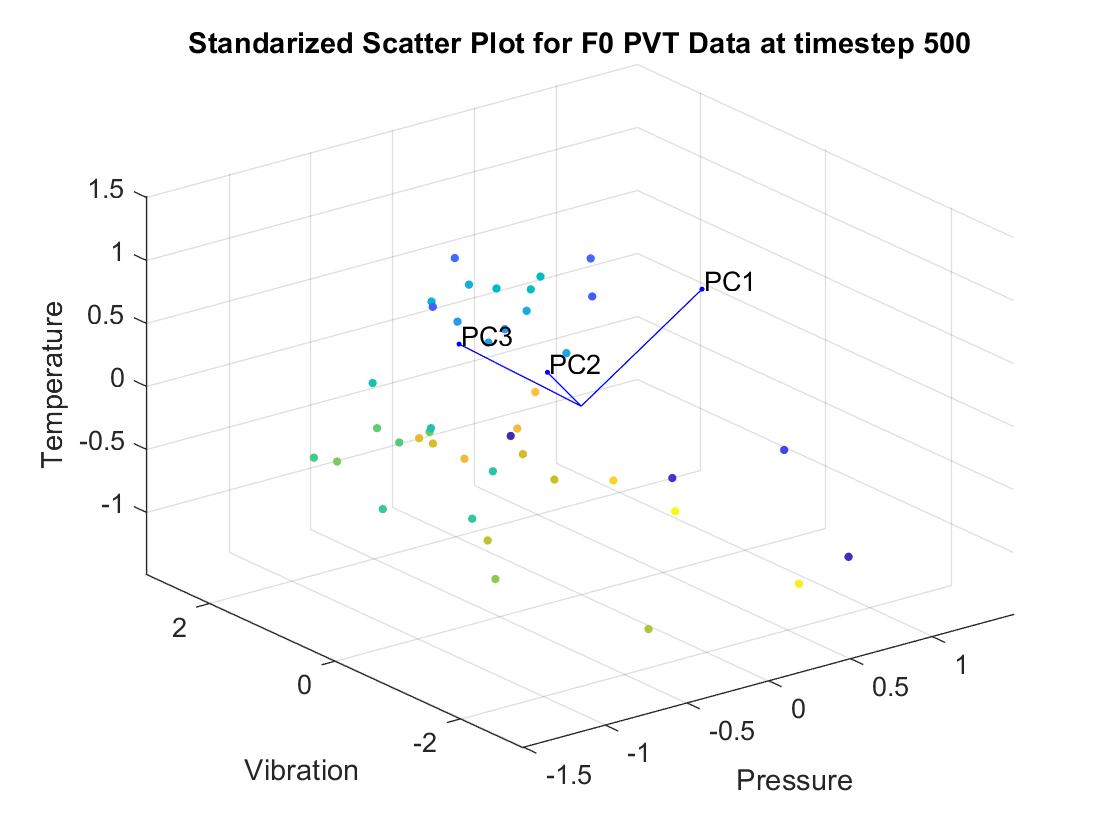 Standarized Scatter Plot for F0 PVT Data at timestep 500
1.5
1
0.5
0
-0.5
-1
Temperature
PC1
PC3
PC2
2
0
-2
Vibration
-1.5
-1
-0.5
0
0.5
1
Pressure